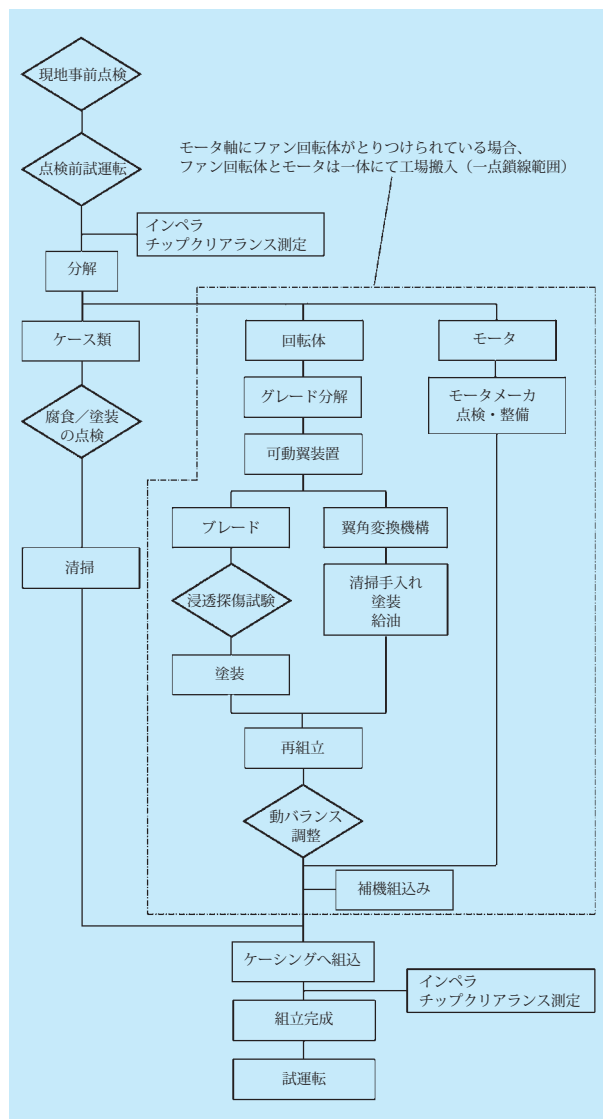 現地事前点検
点検前試運転
モータ軸にファン回転体がとりつけられている場合、
ファン回転体とモータは一体にて工場搬入（一点鎖線範囲）
インペラ
チップクリアランス測定
分解
ケース類
回転体
モータ
腐食／塗装
の点検
グレード分解
モータメーカ
点検・整備
可動翼装置
ブレード
翼角変換機構
清掃
浸透探傷試験
清掃手入れ
塗装
給油
塗装
再組立
動バランス
調整
補機組込み
ケーシングへ組込
インペラ
チップクリアランス測定
組立完成
試運転